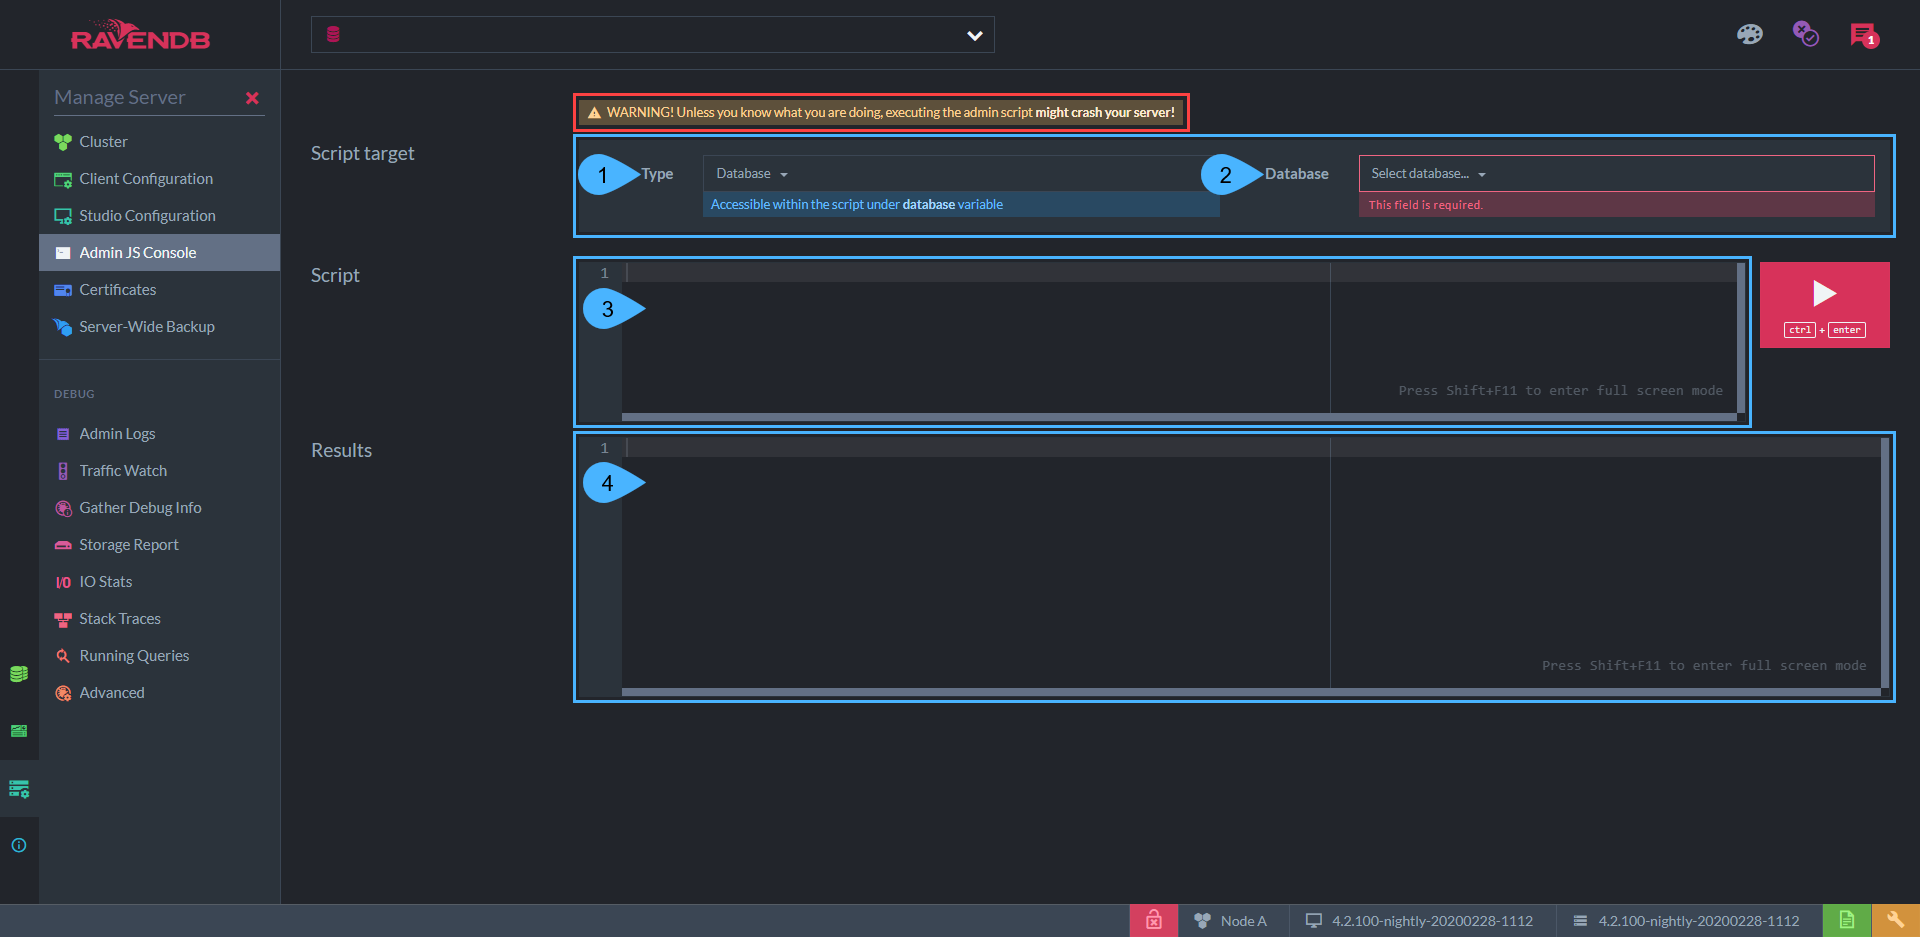 RAVENDB
1
Manage Server
Cluster
Client Configuration
Studio Configuration
Admin JS Console
Certificates
Server-Wide Backup
DEBUG
Admin Logs
Traffic Watch
Gather Debug Info
Storage Report
I/O IO Stats
Stack Traces
Running Queries
Advanced
WARNING! Unless you know what you are doing, executing the admin script might crash your server!
Script target
1 Type Database
Accessible within the script under database variable
2 Database Select database...
This field is required.
Script
1
3
Press Shift+F11 to enter full screen mode
ctrl + enter
Results
1
4
Press Shift+F11 to enter full screen mode
Node A 4.2.100-nightly-20200228-1112 4.2.100-nightly-20200228-1112